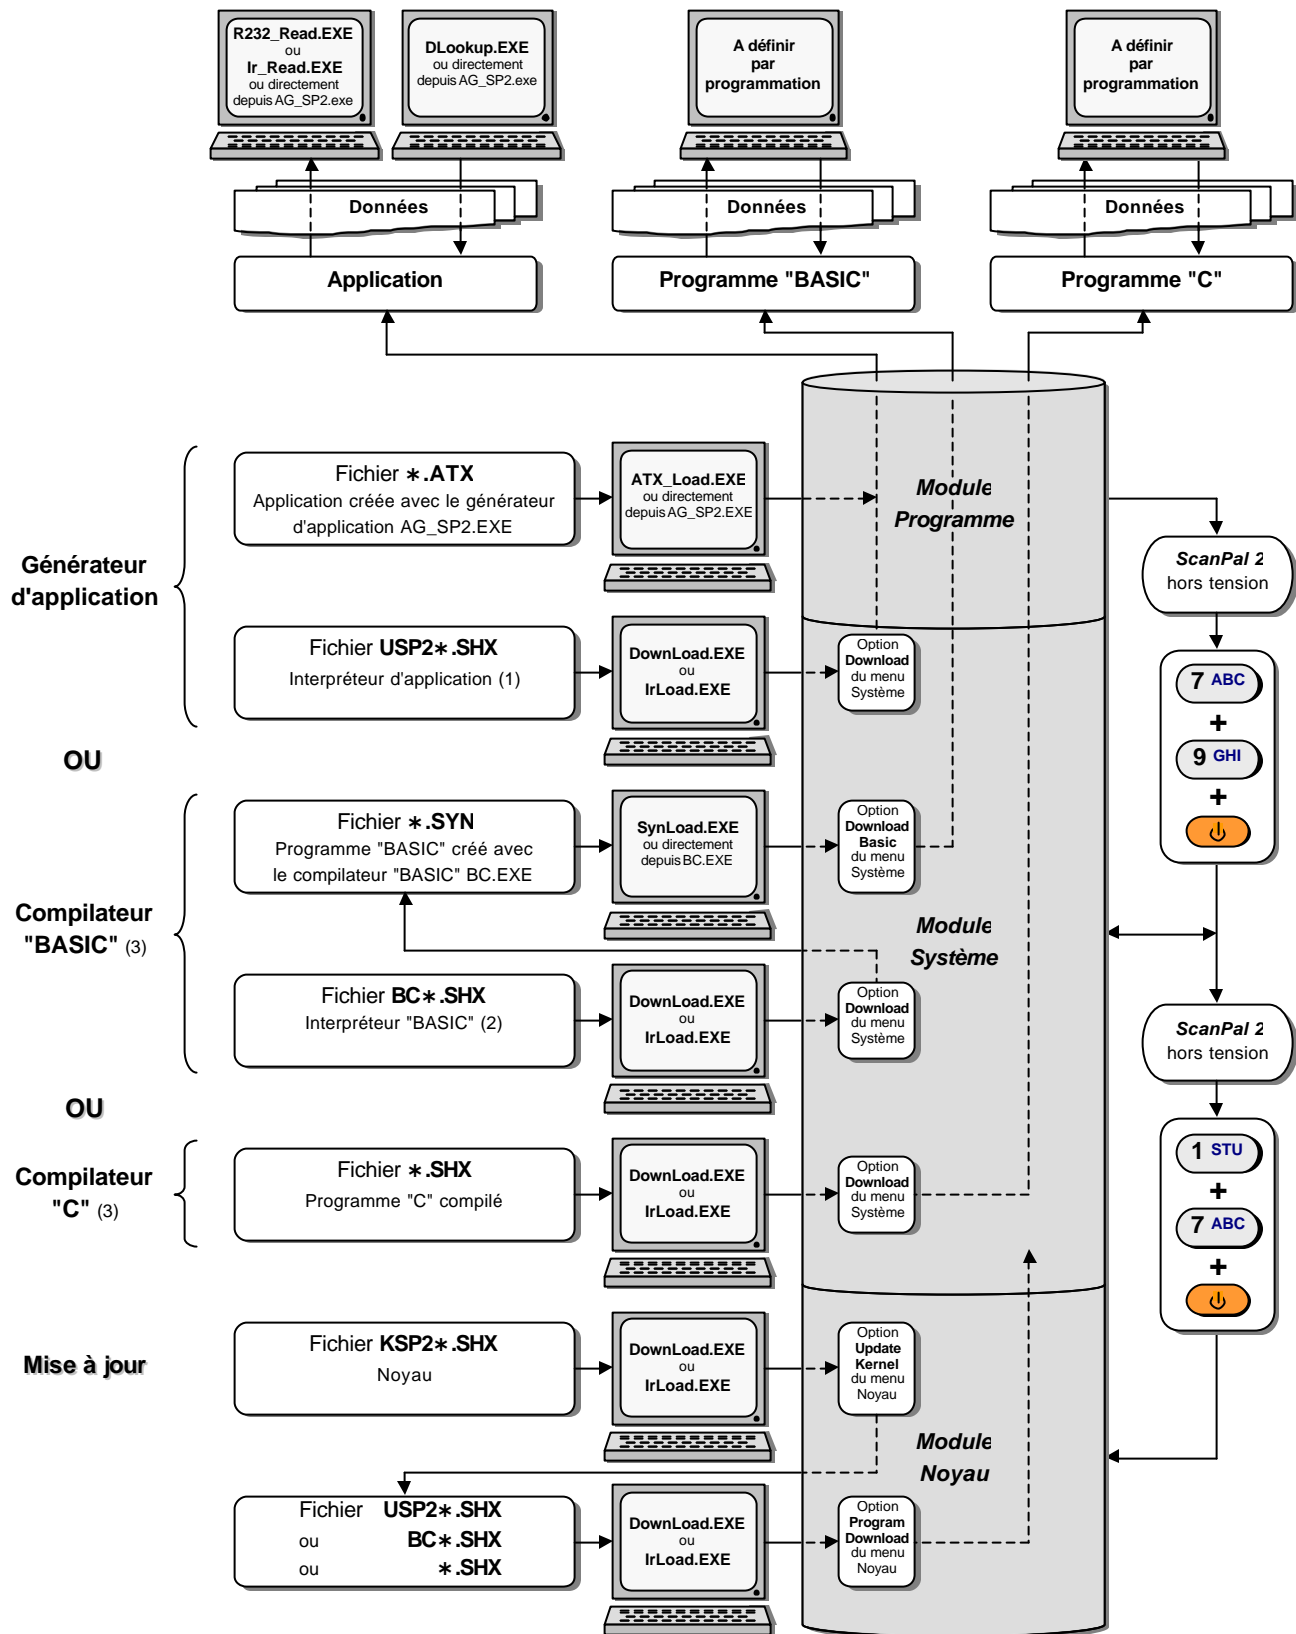 R232_Read.EXE
ou
Ir_Read.EXE
ou directement
depuis AG_SP2.exe
DLookup.EXE
ou directement
depuis AG_SP2.exe
A définir
par
programmation
A définir
par
programmation
Données
Données
Données
Application
Programme "BASIC"
Programme "C"
Générateur
d'application
Fichier *.ATX
Application créée avec le générateur
d'application AG_SP2.EXE
ATX_Load.EXE
ou directement
depuis AG_SP2.EXE
Module
Programme
ScanPal 2
hors tension
Fichier USP2*.SHX
Interpréteur d'application (1)
DownLoad.EXE
ou
IrLoad.EXE
Option
Download
du menu
Système
7 ABC
+
9 GHI
+
OU
Compilateur
"BASIC" (3)
Fichier *.SYN
Programme "BASIC" créé avec
le compilateur "BASIC" BC.EXE
SynLoad.EXE
ou directement
depuis BC.EXE
Option
Download
Basic
du menu
Système
Module
Système
Fichier BC*.SHX
Interpréteur "BASIC" (2)
DownLoad.EXE
ou
IrLoad.EXE
Option
Download
du menu
Système
ScanPal 2
hors tension
OU
Compilateur
"C" (3)
Fichier *.SHX
Programme "C" compilé
DownLoad.EXE
ou
IrLoad.EXE
Option
Download
du menu
Système
1 STU
+
7 ABC
+
Mise à jour
Fichier KSP2*.SHX
Noyau
DownLoad.EXE
ou
IrLoad.EXE
Option
Update
Kernel
du menu
Noyau
Module
Noyau
Fichier USP2*.SHX
ou BC*.SHX
ou *.SHX
DownLoad.EXE
ou
IrLoad.EXE
Option
Program
Download
du menu
Noyau